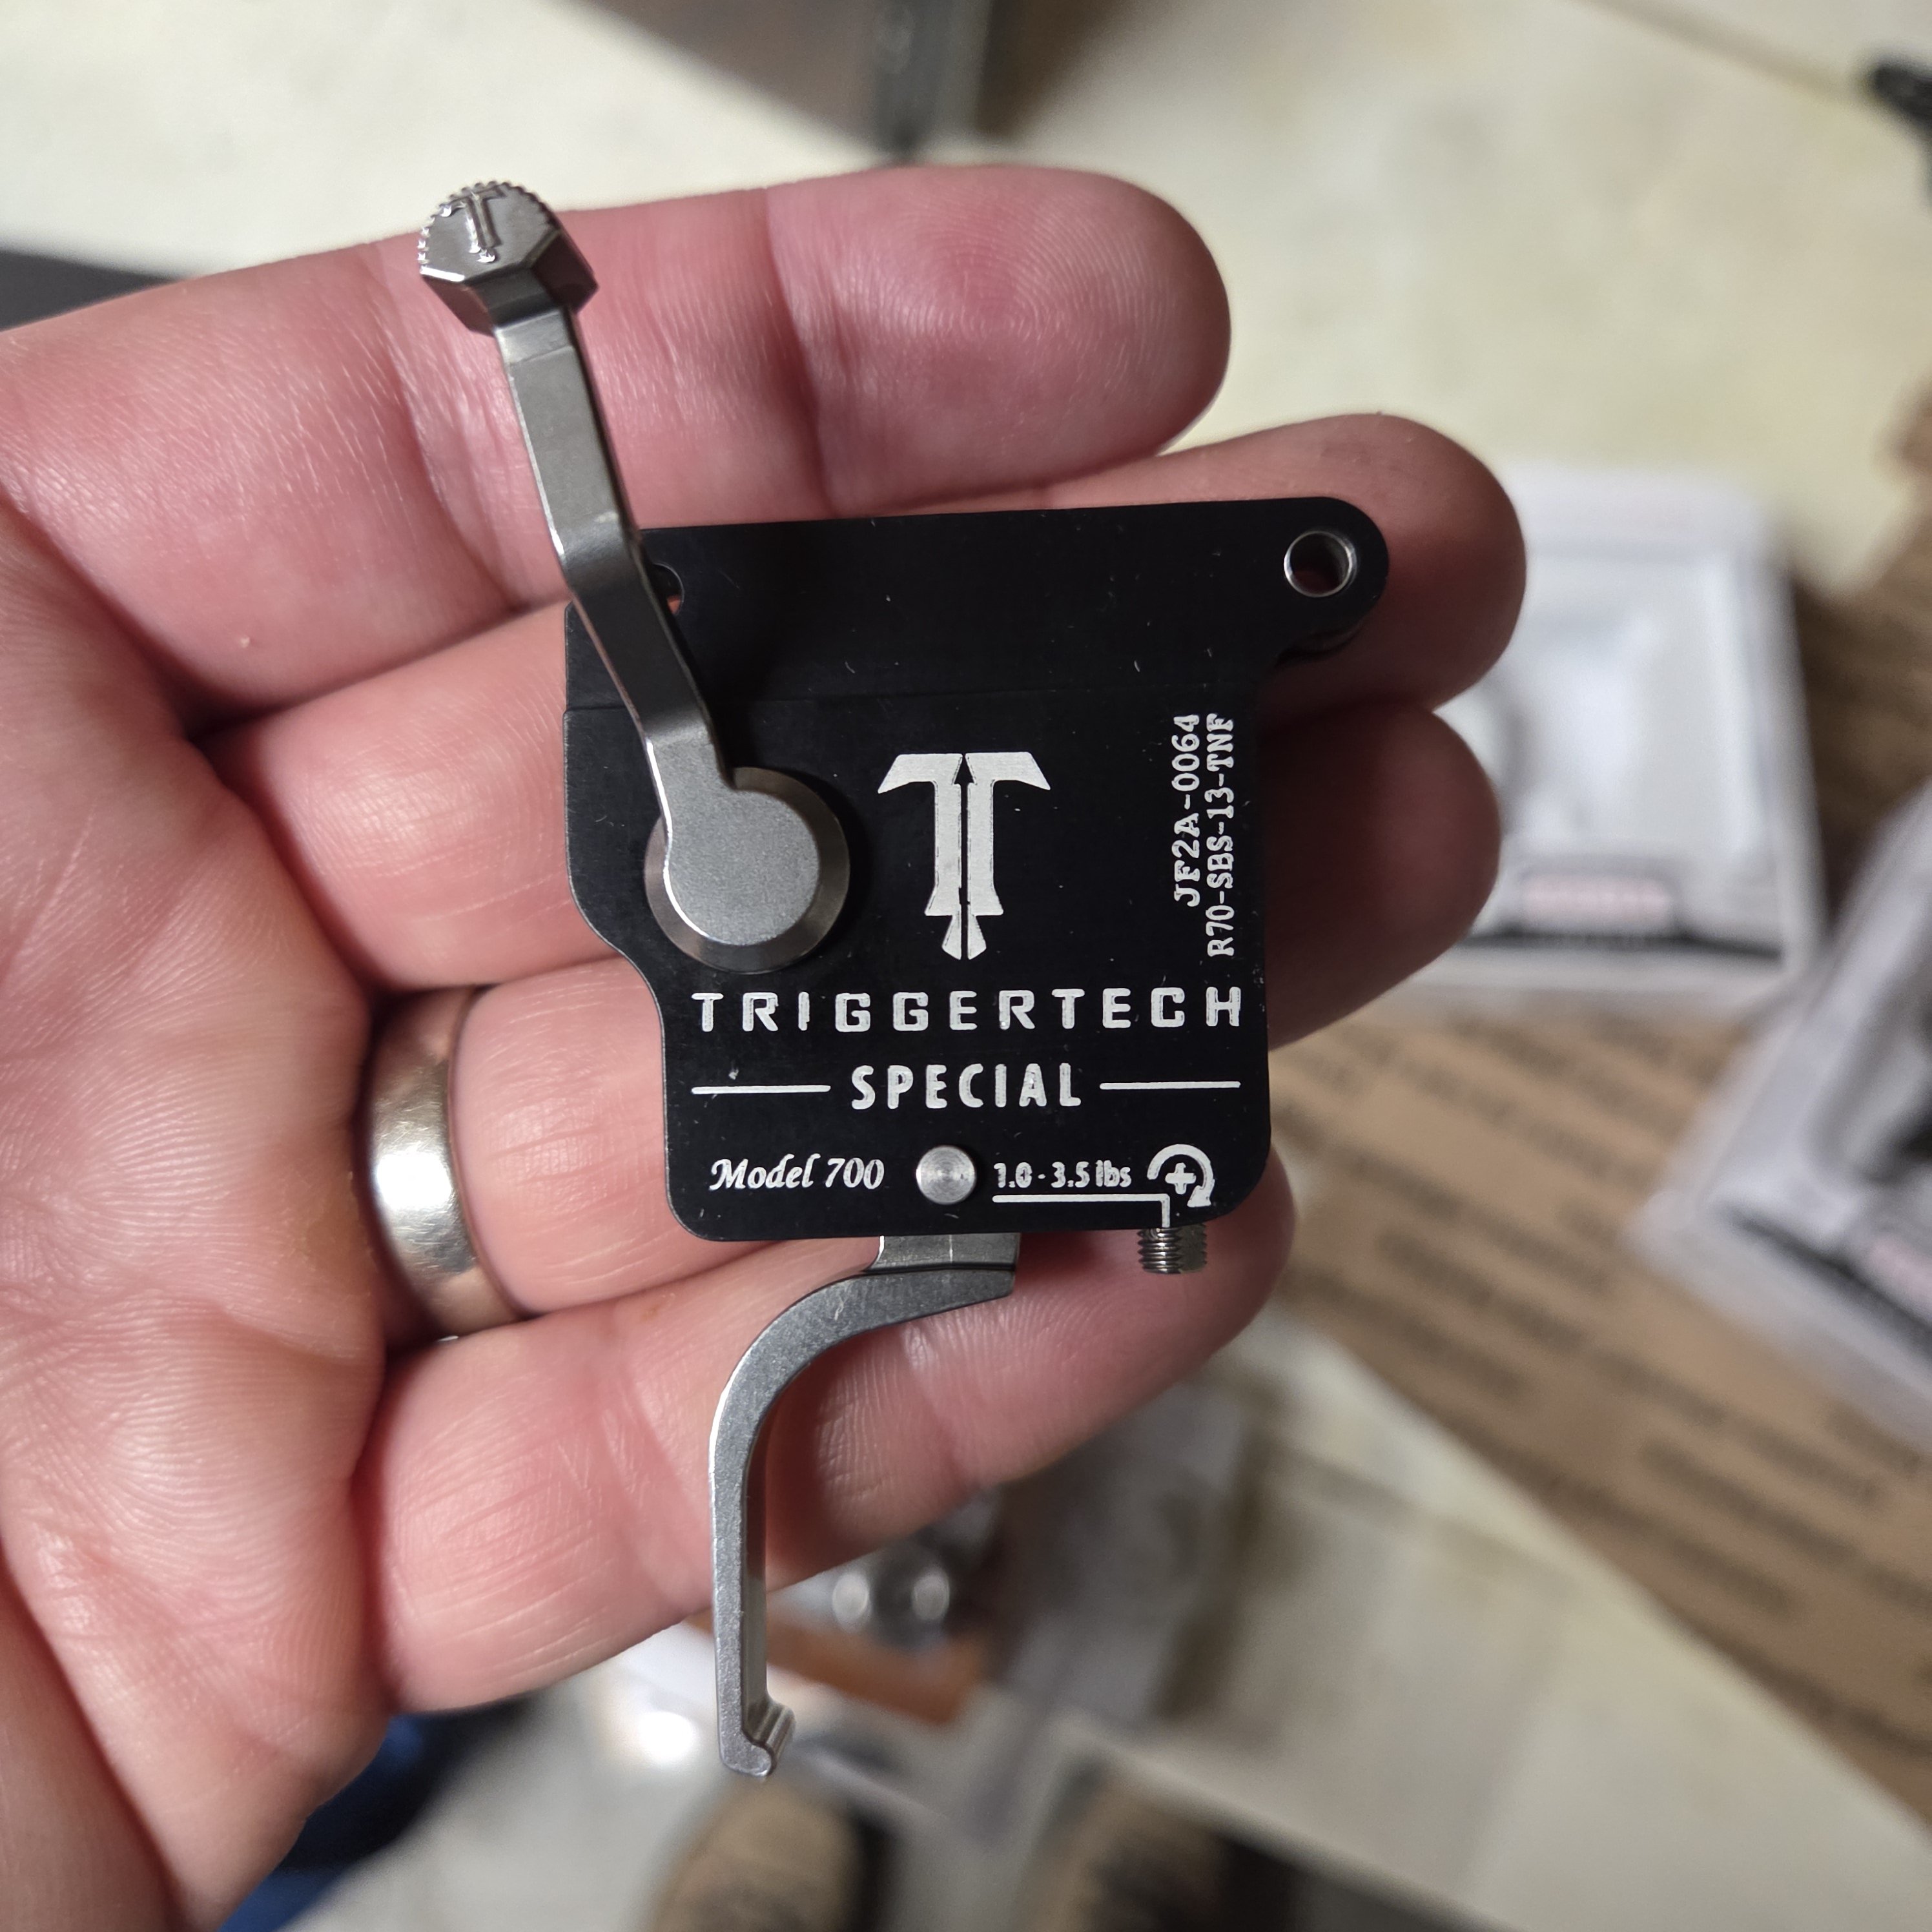 T
JF2A-0064
R70-SBS-13-TNF
TRIGGERTECH
SPECIAL
Model 700
1.0 - 3.5 lbs +